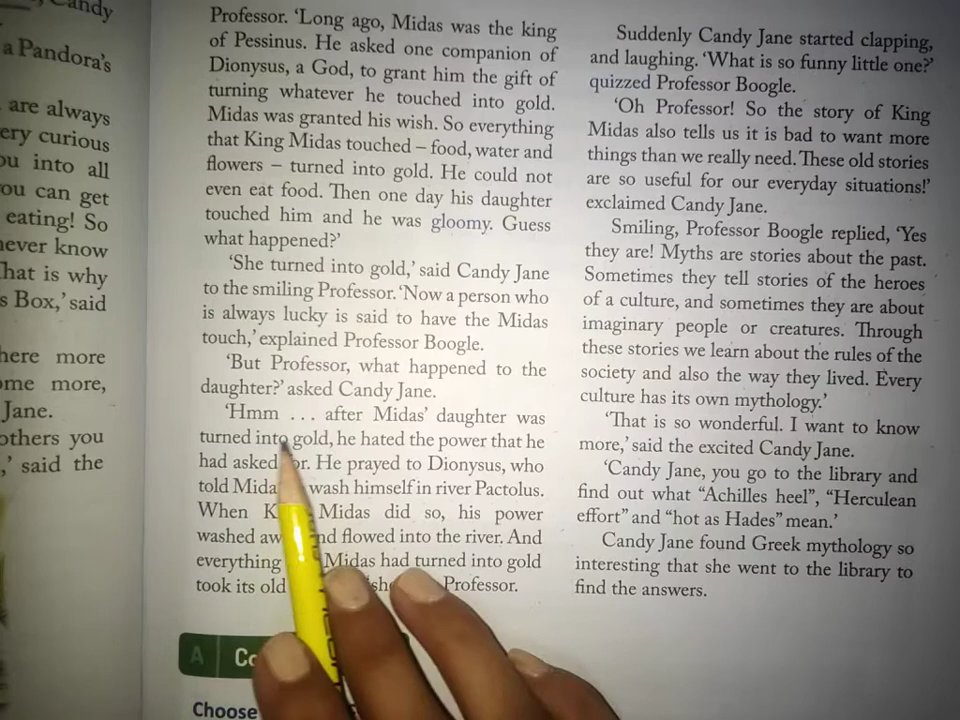 Candy
a Pandora's
are always
ery curious
ou into all
ou can get
eating! So
never know
That is why
s Box,' said
here more
ome more,
Jane.
others you
,' said the
Professor. 'Long ago, Midas was the king
of Pessinus. He asked one companion of
Dionysus, a God, to grant him the gift of
turning whatever he touched into gold.
Midas was granted his wish. So everything
that King Midas touched – food, water and
flowers – turned into gold. He could not
even eat food. Then one day his daughter
touched him and he was gloomy. Guess
what happened?'
'She turned into gold,' said Candy Jane
to the smiling Professor. 'Now a person who
is always lucky is said to have the Midas
touch,' explained Professor Boogle.
'But Professor, what happened to the
daughter?' asked Candy Jane.
'Hmm . . . after Midas' daughter was
turned into gold, he hated the power that he
had asked for. He prayed to Dionysus, who
told Midas wash himself in river Pactolus.
When K Midas did so, his power
washed aw nd flowed into the river. And
everything Midas had turned into gold
took its old Professor.
A
Choose
Suddenly Candy Jane started clapping,
and laughing. 'What is so funny little one?'
quizzed Professor Boogle.
'Oh Professor! So the story of King
Midas also tells us it is bad to want more
things than we really need. These old stories
are so useful for our everyday situations!'
exclaimed Candy Jane.
Smiling, Professor Boogle replied, 'Yes
they are! Myths are stories about the past.
Sometimes they tell stories of the heroes
of a culture, and sometimes they are about
imaginary people or creatures. Through
these stories we learn about the rules of the
society and also the way they lived. Every
culture has its own mythology.'
'That is so wonderful. I want to know
more,' said the excited Candy Jane.
'Candy Jane, you go to the library and
find out what "Achilles heel", "Herculean
effort" and "hot as Hades" mean.'
Candy Jane found Greek mythology so
interesting that she went to the library to
find the answers.